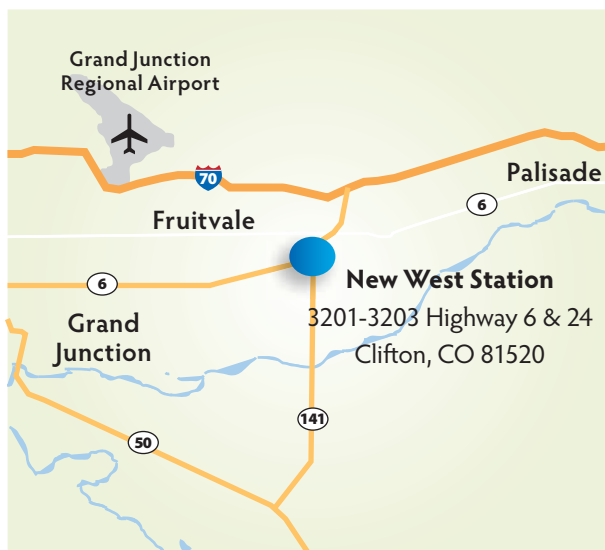 Grand Junction
Regional Airport
70
Palisade
6
Fruitvale
6
New West Station
3201-3203 Highway 6 & 24
Clifton, CO 81520
Grand
Junction
141
50